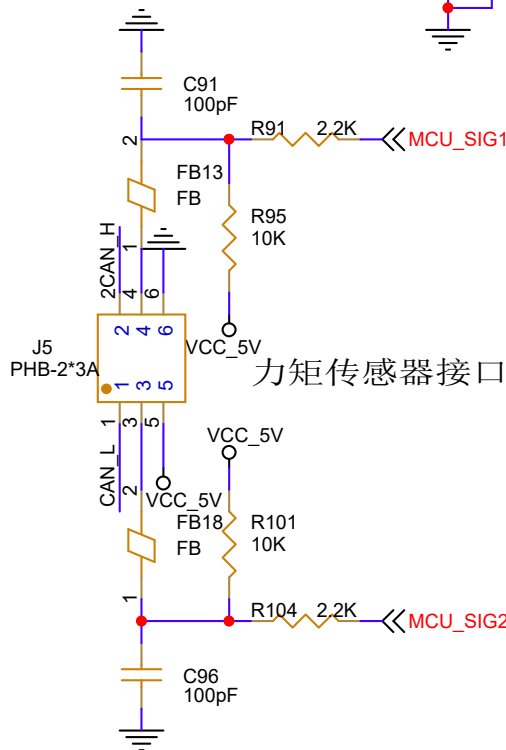 C91
100pF
2
R91 2.2K
MCU_SIG1
FB13
FB
R95
10K
1
CAN_H
2 4 6
2 4 6
J5
PHB-2*3A
VCC_5V
力矩传感器接口
1 3 5
1 3 5
CAN_L
VCC_5V
VCC_5V
2
FB18
FB
R101
10K
1
R104 2.2K
MCU_SIG2
C96
100pF